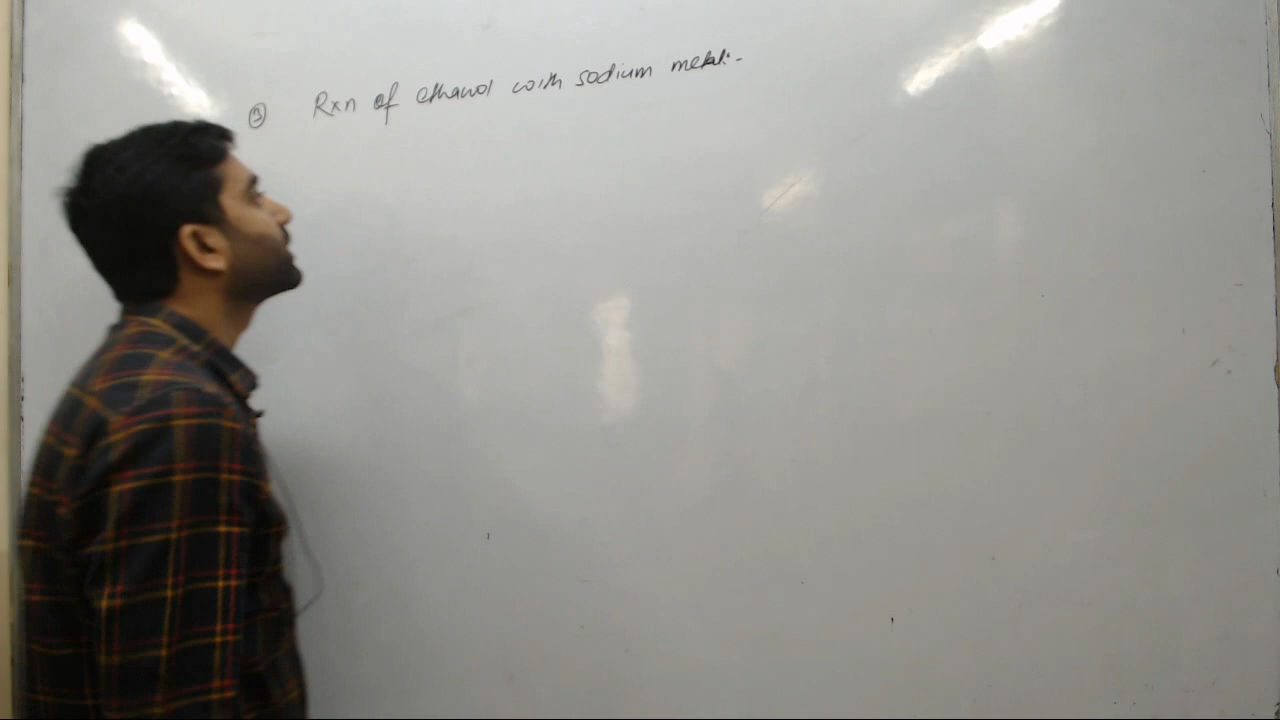 ③ Rxn of ethanol with sodium metal:-